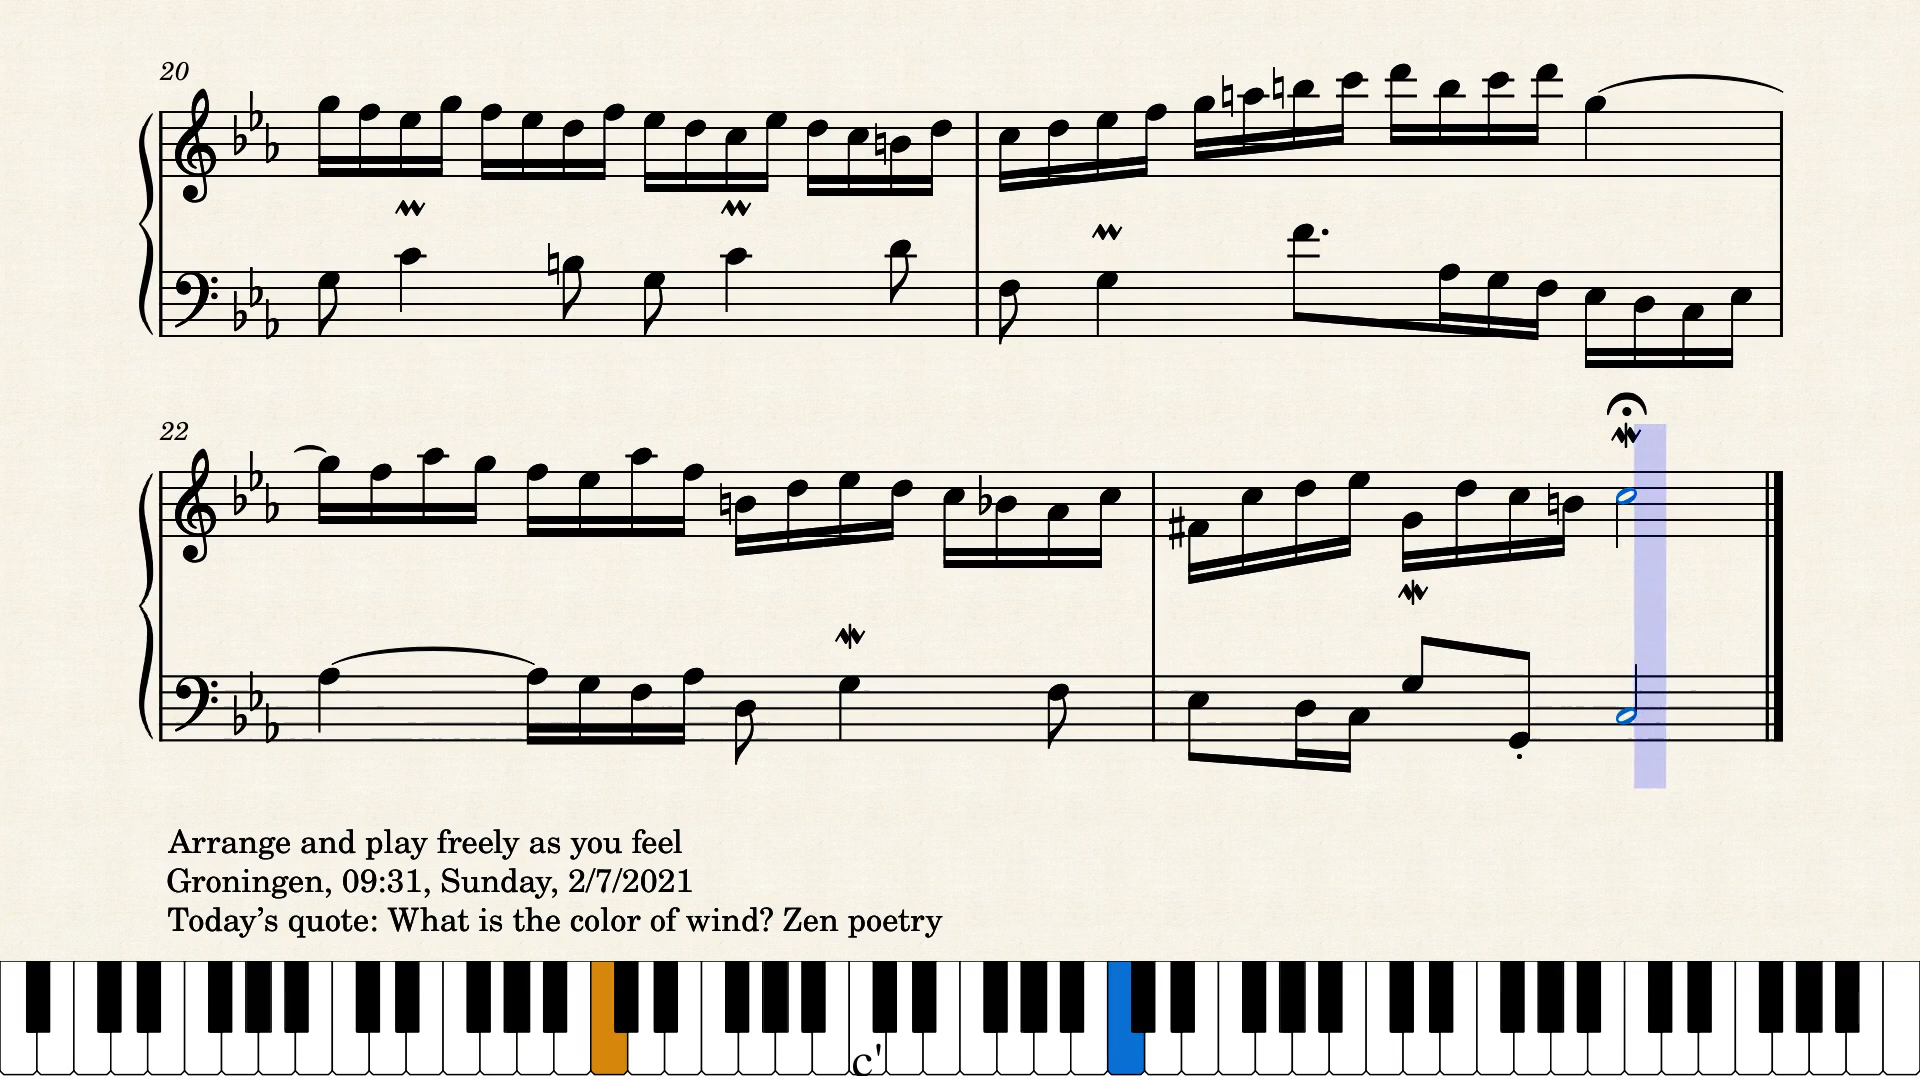 20
22
Arrange and play freely as you feel
Groningen, 09:31, Sunday, 2/7/2021
Today’s quote: What is the color of wind? Zen poetry
c'